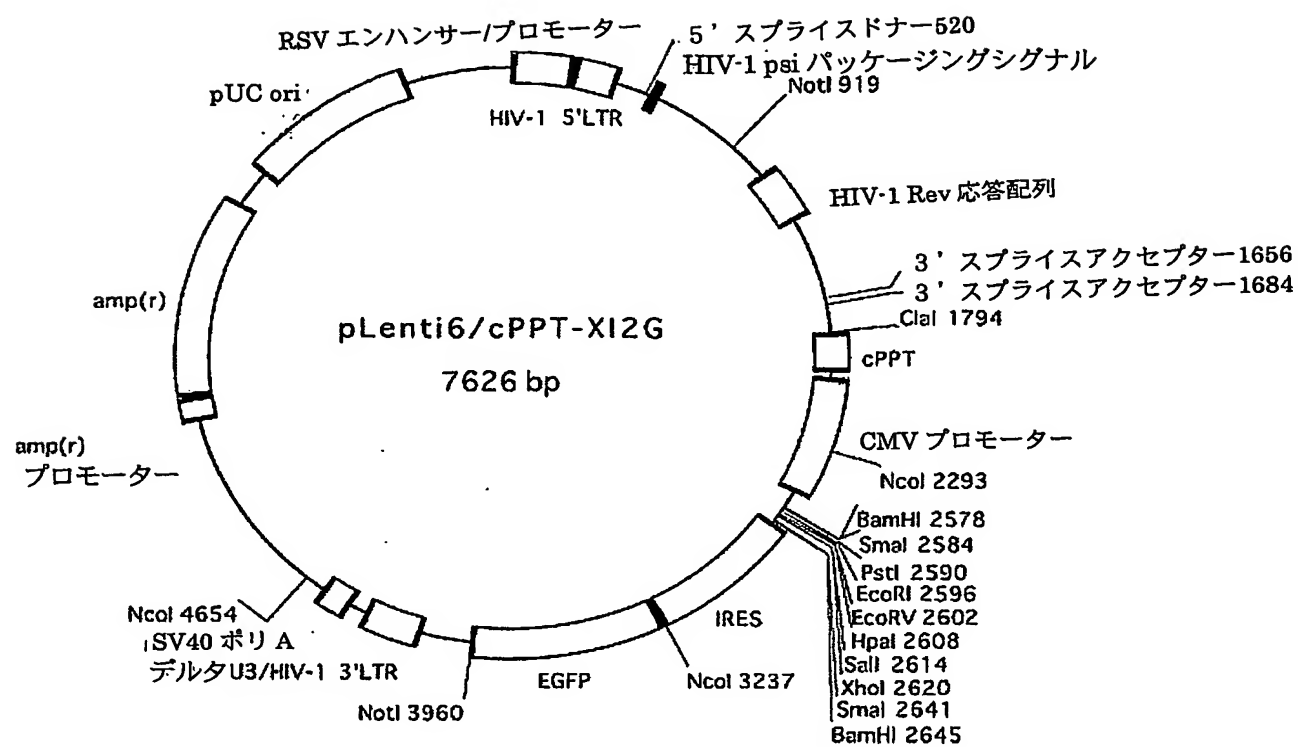 RSV エンハンサー/プロモーター
5’ スプライスドナー520
HIV-1 psi パッケージングシグナル
NotI 919
pUC ori
HIV-1 5'LTR
HIV-1 Rev 応答配列
3’ スプライスアクセプター1656
3’ スプライスアクセプター1684
ClaI 1794
amp(r)
pLenti6/cPPT-XI2G
7626 bp
cPPT
amp(r)
プロモーター
CMV プロモーター
NcoI 2293
BamHI 2578
SmaI 2584
PstI 2590
EcoRI 2596
EcoRV 2602
HpaI 2608
SalI 2614
XhoI 2620
SmaI 2641
BamHI 2645
IRES
NcoI 3237
EGFP
NotI 3960
NcoI 4654
SV40 ポリ A
デルタU3/HIV-1 3'LTR